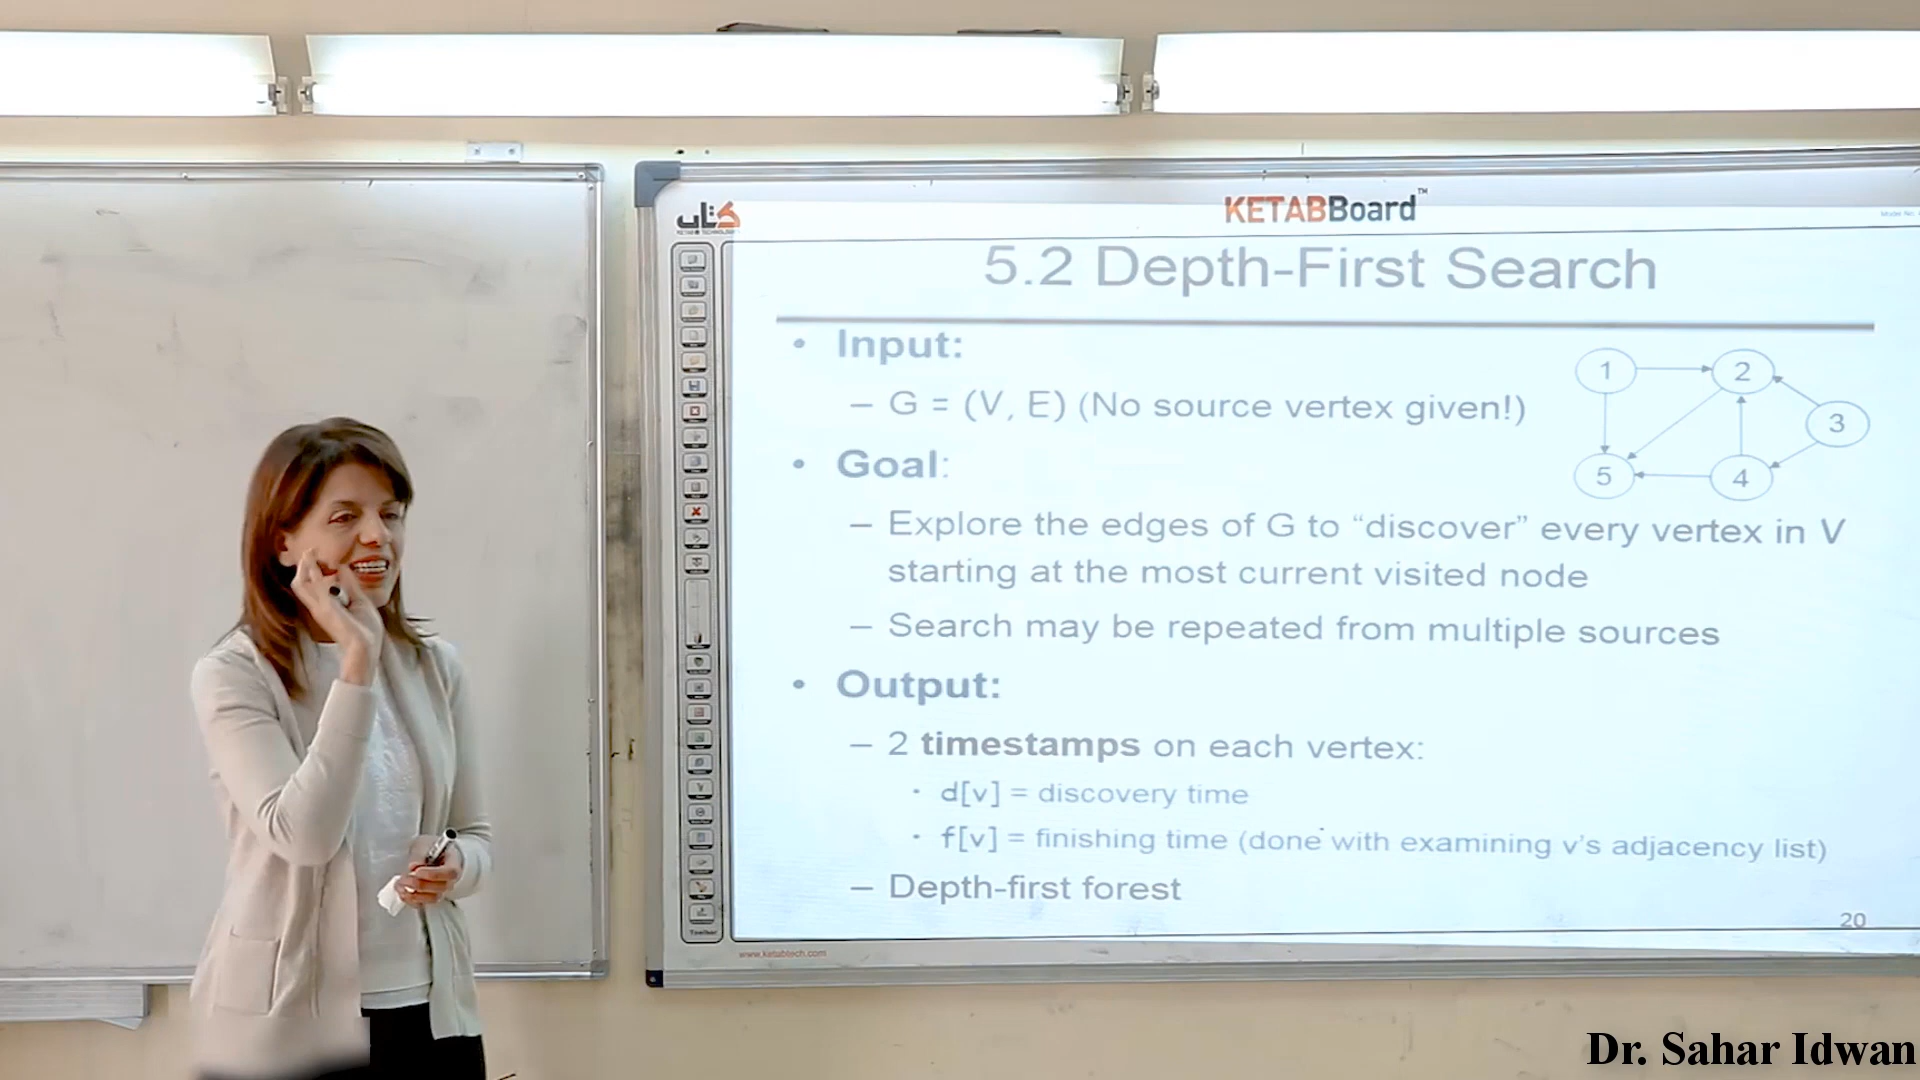 كتاب
KETABBoard™
5.2 Depth-First Search
• Input:
– G = (V, E) (No source vertex given!)
1
2
3
5
4
• Goal:
– Explore the edges of G to “discover” every vertex in V
starting at the most current visited node
– Search may be repeated from multiple sources
• Output:
– 2 timestamps on each vertex:
• d[v] = discovery time
• f[v] = finishing time (done with examining v's adjacency list)
– Depth-first forest
20
www.ketabtech.com
Dr. Sahar Idwan